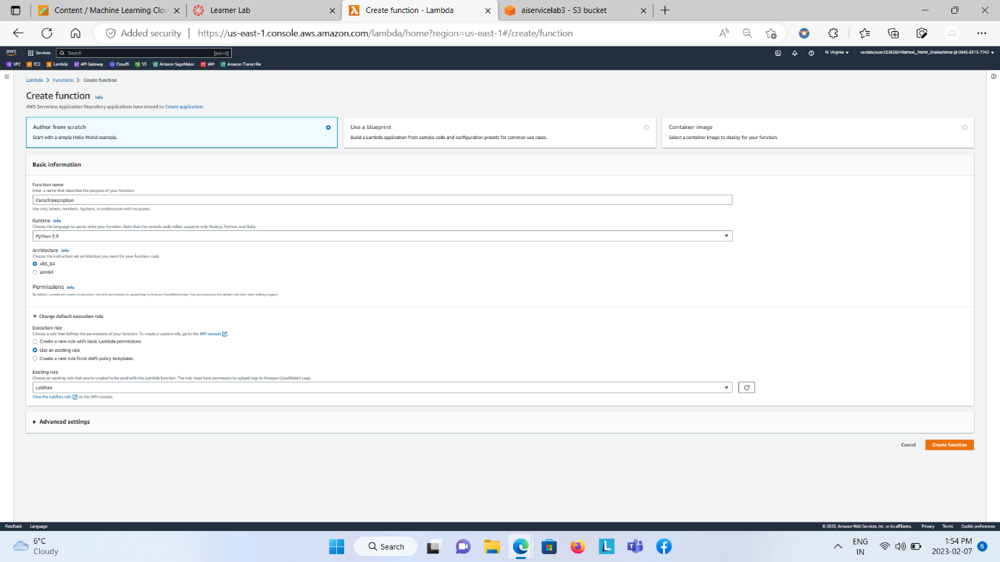 Content / Machine Learning Clou
Learner Lab
Create function - Lambda
aiservicelab3 - S3 bucket
Added security
https://us-east-1.console.aws.amazon.com/lambda/home?region=us-east-1#/create/function
aws
Services
Search
[Alt+S]
N. Virginia
voclabs/user2328382=Rathod,_Nishit_Shaileshbhai @ 0945-8313-7742
VPC
EC2
Lambda
API Gateway
Cloud9
S3
Amazon SageMaker
IAM
Amazon Transcribe
Lambda > Functions > Create function
Create function Info
AWS Serverless Application Repository applications have moved to Create application.
Author from scratch
Start with a simple Hello World example.
Use a blueprint
Build a Lambda application from sample code and configuration presets for common use cases.
Container image
Select a container image to deploy for your function.
Basic information
Function name
Enter a name that describes the purpose of your function.
ParseTranscription
Use only letters, numbers, hyphens, or underscores with no spaces.
Runtime Info
Choose the language to use to write your function. Note that the console code editor supports only Node.js, Python, and Ruby.
Python 3.9
Architecture Info
Choose the instruction set architecture you want for your function code.
x86_64
arm64
Permissions Info
By default, Lambda will create an execution role with permissions to upload logs to Amazon CloudWatch Logs. You can customize this default role later when adding triggers.
Change default execution role
Execution role
Choose a role that defines the permissions of your function. To create a custom role, go to the IAM console.
Create a new role with basic Lambda permissions
Use an existing role
Create a new role from AWS policy templates
Existing role
Choose an existing role that you've created to be used with this Lambda function. The role must have permission to upload logs to Amazon CloudWatch Logs.
LabRole
View the LabRole role on the IAM console.
Advanced settings
Cancel
Create function
Feedback
Language
© 2023, Amazon Web Services, Inc. or its affiliates.
Privacy
Terms
Cookie preferences
6°C
Cloudy
Search
ENG
IN
1:54 PM
2023-02-07
6